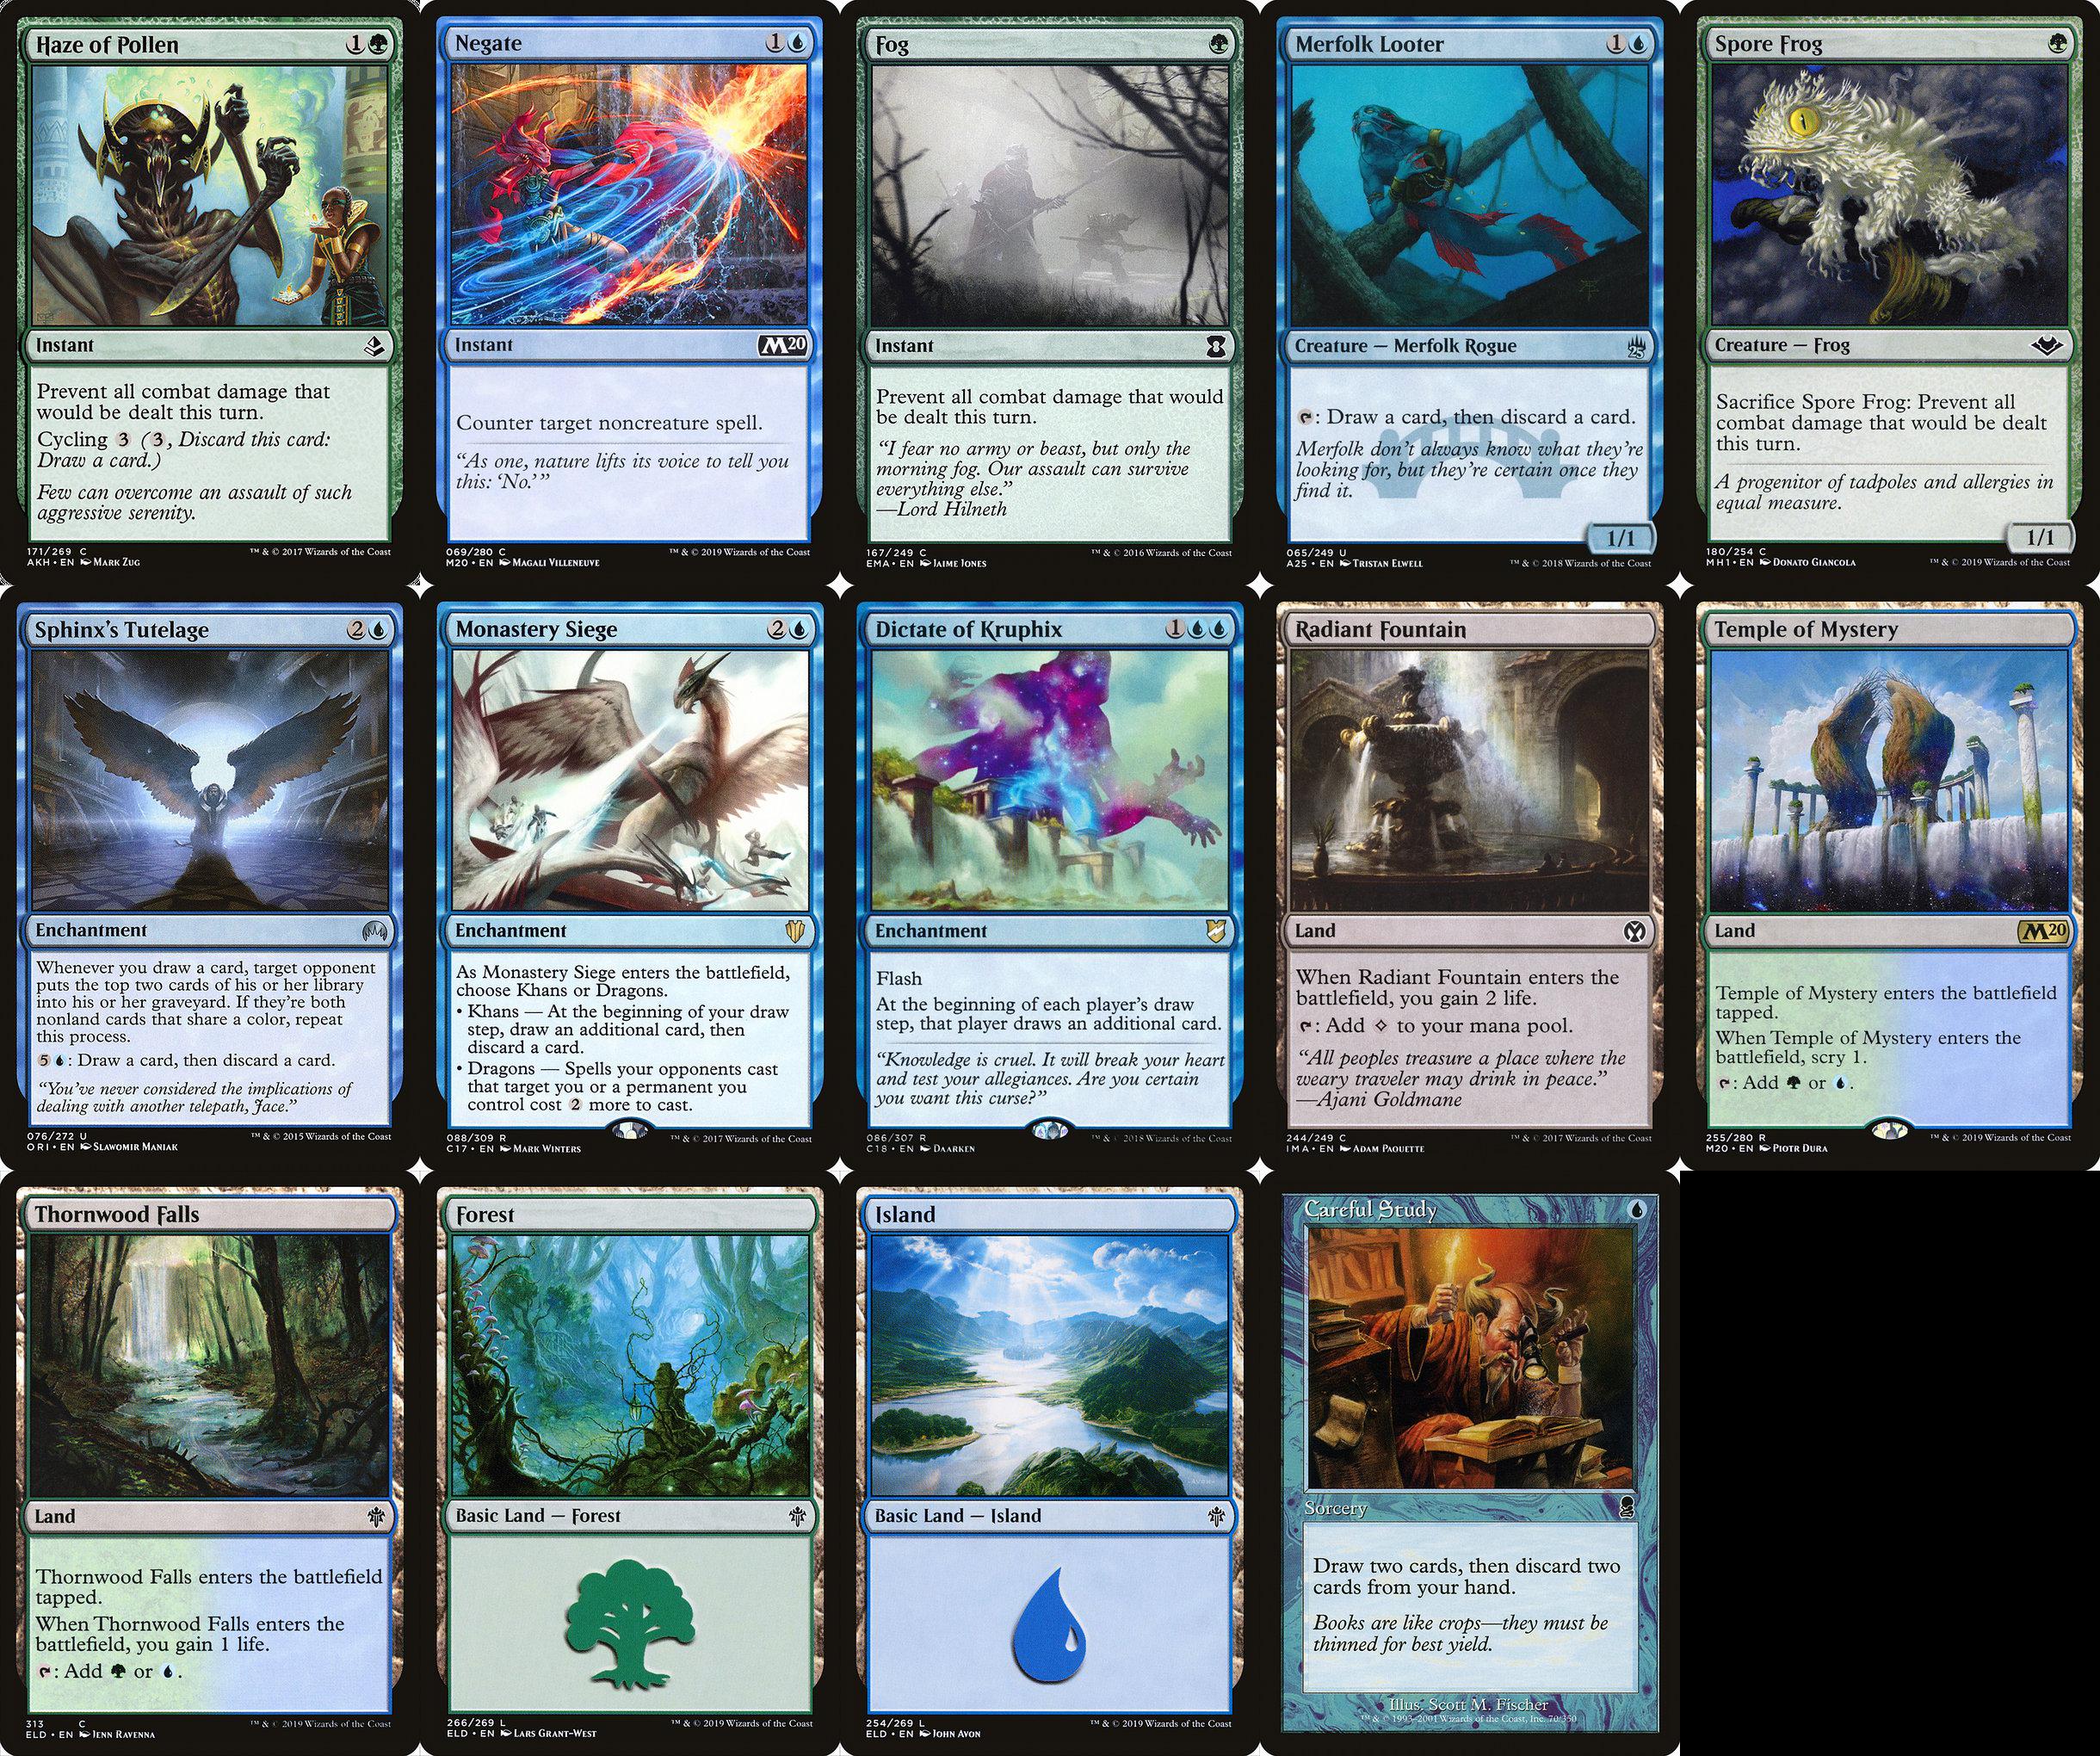 Haze of Pollen 1
Instant
Prevent all combat damage that
would be dealt this turn.
Cycling 3 (3, Discard this card:
Draw a card.)
Few can overcome an assault of such
aggressive serenity.
171/269 C
AKH • EN Mark Zug
™ & © 2017 Wizards of the Coast
Negate 1
Instant M20
Counter target noncreature spell.
“As one, nature lifts its voice to tell you
this: ‘No.’”
069/280 C
M20 • EN Magali Villeneuve
™ & © 2019 Wizards of the Coast
Fog
Instant
Prevent all combat damage that would
be dealt this turn.
“I fear no army or beast, but only the
morning fog. Our assault can survive
everything else.”
—Lord Hilneth
167/249 C
EMA • EN Jaime Jones
™ & © 2016 Wizards of the Coast
Merfolk Looter 1
Creature — Merfolk Rogue 25
: Draw a card, then discard a card.
Merfolk don’t always know what they’re
looking for, but they’re certain once they
find it.
1/1
065/249 U
A25 • EN Tristan Elwell
™ & © 2018 Wizards of the Coast
Spore Frog
Creature — Frog
Sacrifice Spore Frog: Prevent all
combat damage that would be dealt
this turn.
A progenitor of tadpoles and allergies in
equal measure.
1/1
180/254 C
MH1 • EN Donato Giancola
™ & © 2019 Wizards of the Coast
Sphinx’s Tutelage 2
Enchantment
Whenever you draw a card, target opponent
puts the top two cards of his or her library
into his or her graveyard. If they’re both
nonland cards that share a color, repeat
this process.
5 : Draw a card, then discard a card.
“You’ve never considered the implications of
dealing with another telepath, Jace.”
076/272 U
ORI • EN Slawomir Maniak
™ & © 2015 Wizards of the Coast
Monastery Siege 2
Enchantment
As Monastery Siege enters the battlefield,
choose Khans or Dragons.
• Khans — At the beginning of your draw
step, draw an additional card, then
discard a card.
• Dragons — Spells your opponents cast
that target you or a permanent you
control cost 2 more to cast.
088/309 R
C17 • EN Mark Winters
™ & © 2017 Wizards of the Coast
Dictate of Kruphix 1
Enchantment
Flash
At the beginning of each player’s draw
step, that player draws an additional card.
“Knowledge is cruel. It will break your heart
and test your allegiances. Are you certain
you want this curse?”
086/307 R
C18 • EN Daarken
™ & © 2018 Wizards of the Coast
Radiant Fountain
Land
When Radiant Fountain enters the
battlefield, you gain 2 life.
: Add to your mana pool.
“All peoples treasure a place where the
weary traveler may drink in peace.”
—Ajani Goldmane
244/249 C
IMA • EN Adam Paquette
™ & © 2017 Wizards of the Coast
Temple of Mystery
Land M20
Temple of Mystery enters the battlefield
tapped.
When Temple of Mystery enters the
battlefield, scry 1.
: Add or .
255/280 R
M20 • EN Piotr Dura
™ & © 2019 Wizards of the Coast
Thornwood Falls
Land
Thornwood Falls enters the battlefield
tapped.
When Thornwood Falls enters the
battlefield, you gain 1 life.
: Add or .
313 C
ELD • EN Jenn Ravenna
™ & © 2019 Wizards of the Coast
Forest
Basic Land — Forest
266/269 L
ELD • EN Lars Grant-West
™ & © 2019 Wizards of the Coast
Island
Basic Land — Island
254/269 L
ELD • EN John Avon
™ & © 2019 Wizards of the Coast
Careful Study
Sorcery
Draw two cards, then discard two
cards from your hand.
Books are like crops—they must be
thinned for best yield.
Illus. Scott M. Fischer
™ & © 1993–2001 Wizards of the Coast, Inc. 70/350